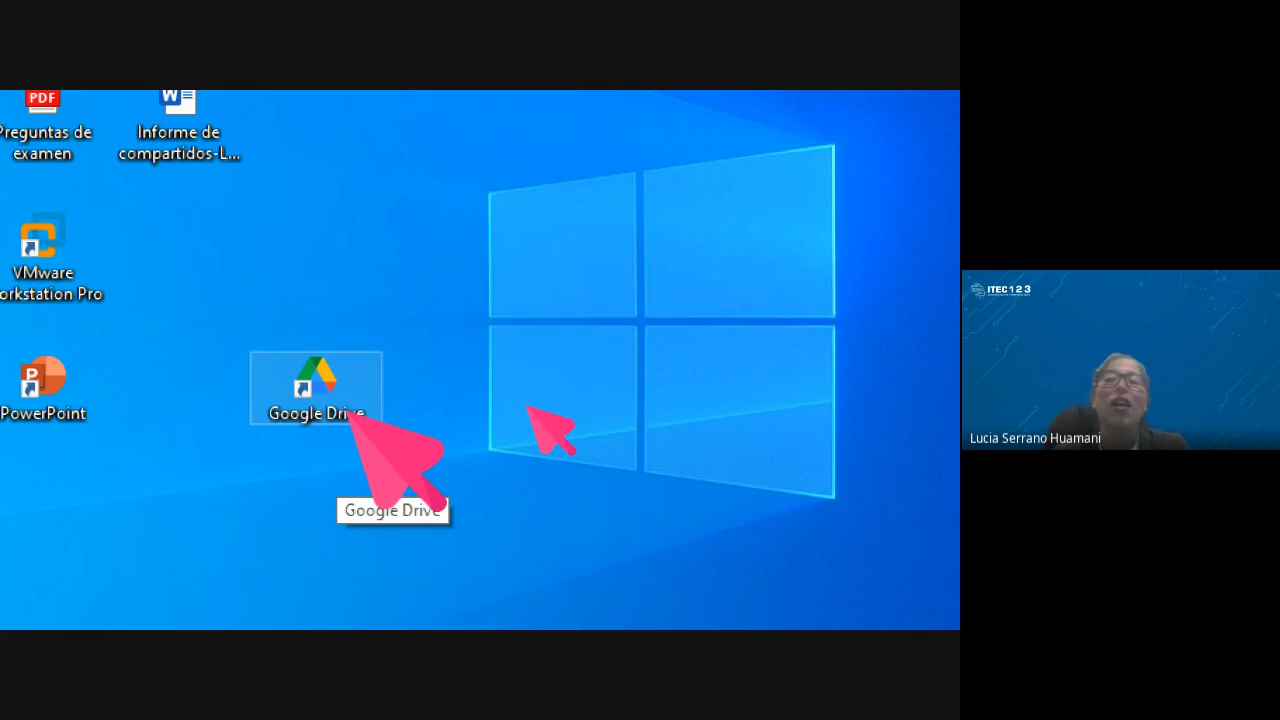 PDF
Preguntas de
examen
W
Informe de
compartidos-L...
VMware
orkstation Pro
P
PowerPoint
Google Drive
Google Drive
ITEC 1 2 3
Lucia Serrano Huamani